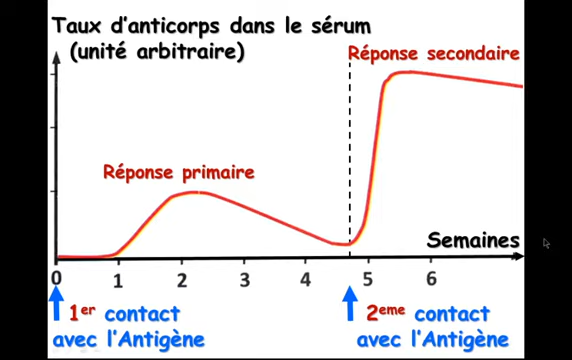 Taux d'anticorps dans le sérum
(unité arbitraire)
Réponse secondaire
Réponse primaire
Semaines
0 1 2 3 4 5 6
1er contact
avec l'Antigène
2eme contact
avec l'Antigène